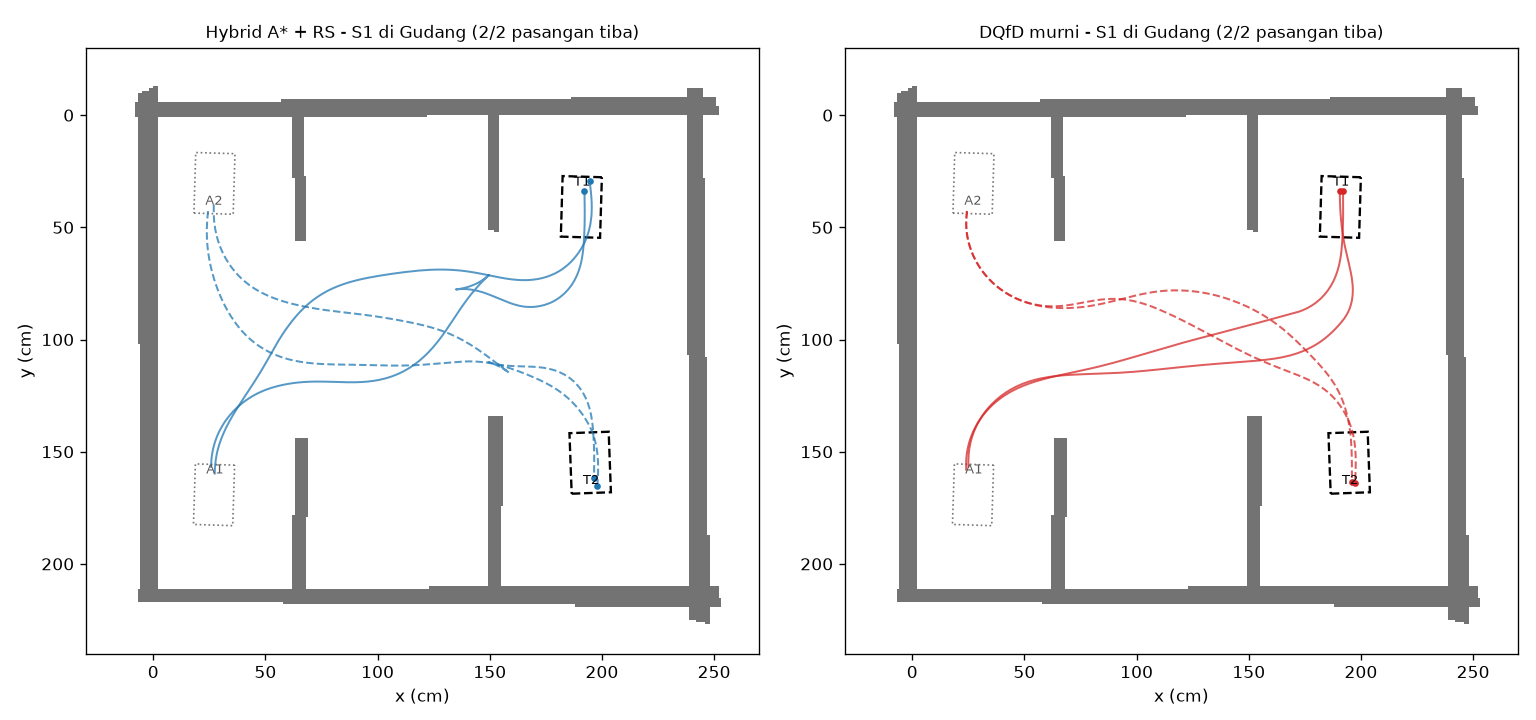 Hybrid A* + RS - S1 di Gudang (2/2 pasangan tiba)
0
50
100
150
200
y (cm)
A2
T1
A1
T2
0
50
100
150
200
250
x (cm)
DQfD murni - S1 di Gudang (2/2 pasangan tiba)
0
50
100
150
200
y (cm)
A2
T1
A1
T2
0
50
100
150
200
250
x (cm)